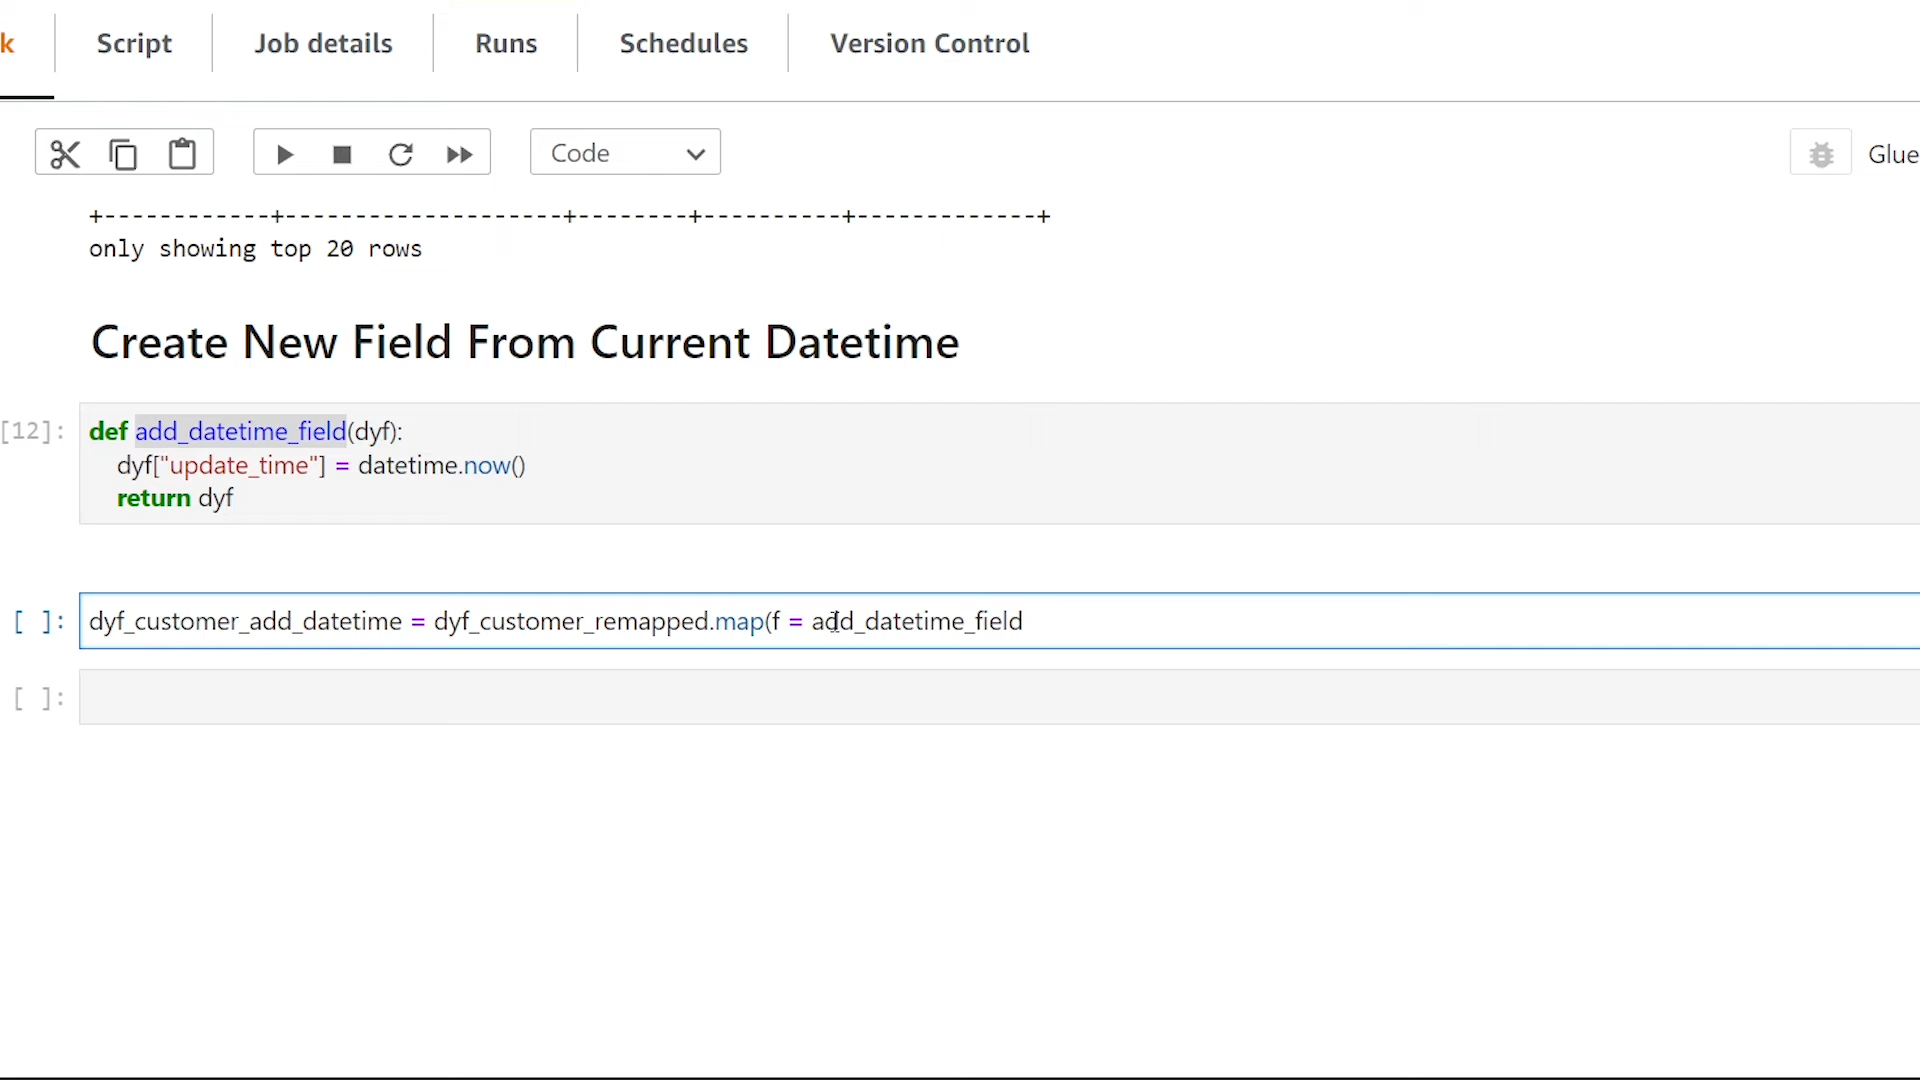 k Script Job details Runs Schedules Version Control
Code Glue
+------------+--------------------+--------+----------+-------------+
only showing top 20 rows
Create New Field From Current Datetime
[12]: def add_datetime_field(dyf):
dyf["update_time"] = datetime.now()
return dyf
[ ]: dyf_customer_add_datetime = dyf_customer_remapped.map(f = add_datetime_field
[ ]: